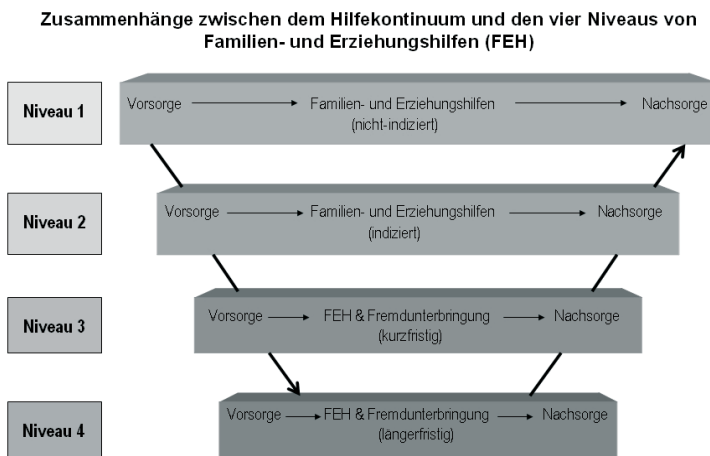 Zusammenhänge zwischen dem Hilfekontinuum und den vier Niveaus von
Familien- und Erziehungshilfen (FEH)
Niveau 1
Vorsorge Familien- und Erziehungshilfen Nachsorge
(nicht-indiziert)
Niveau 2
Vorsorge Familien- und Erziehungshilfen Nachsorge
(indiziert)
Niveau 3
Vorsorge FEH & Fremdunterbringung Nachsorge
(kurzfristig)
Niveau 4
Vorsorge FEH & Fremdunterbringung Nachsorge
(längerfristig)